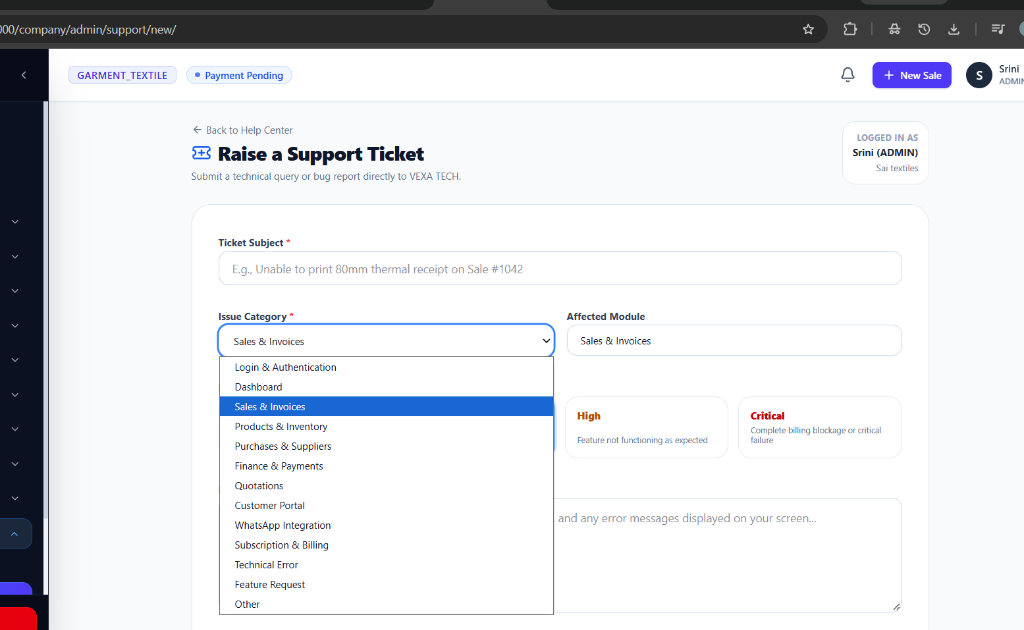 000/company/admin/support/new/
GARMENT_TEXTILE
Payment Pending
+ New Sale
S
Srini
ADMIN
← Back to Help Center
Raise a Support Ticket
Submit a technical query or bug report directly to VEXA TECH.
LOGGED IN AS
Srini (ADMIN)
Sai textiles
Ticket Subject *
E.g., Unable to print 80mm thermal receipt on Sale #1042
Issue Category *
Affected Module
Sales & Invoices
Sales & Invoices
Login & Authentication
Dashboard
Sales & Invoices
Products & Inventory
Purchases & Suppliers
Finance & Payments
Quotations
Customer Portal
WhatsApp Integration
Subscription & Billing
Technical Error
Feature Request
Other
High
Feature not functioning as expected
Critical
Complete billing blockage or critical
failure
and any error messages displayed on your screen...